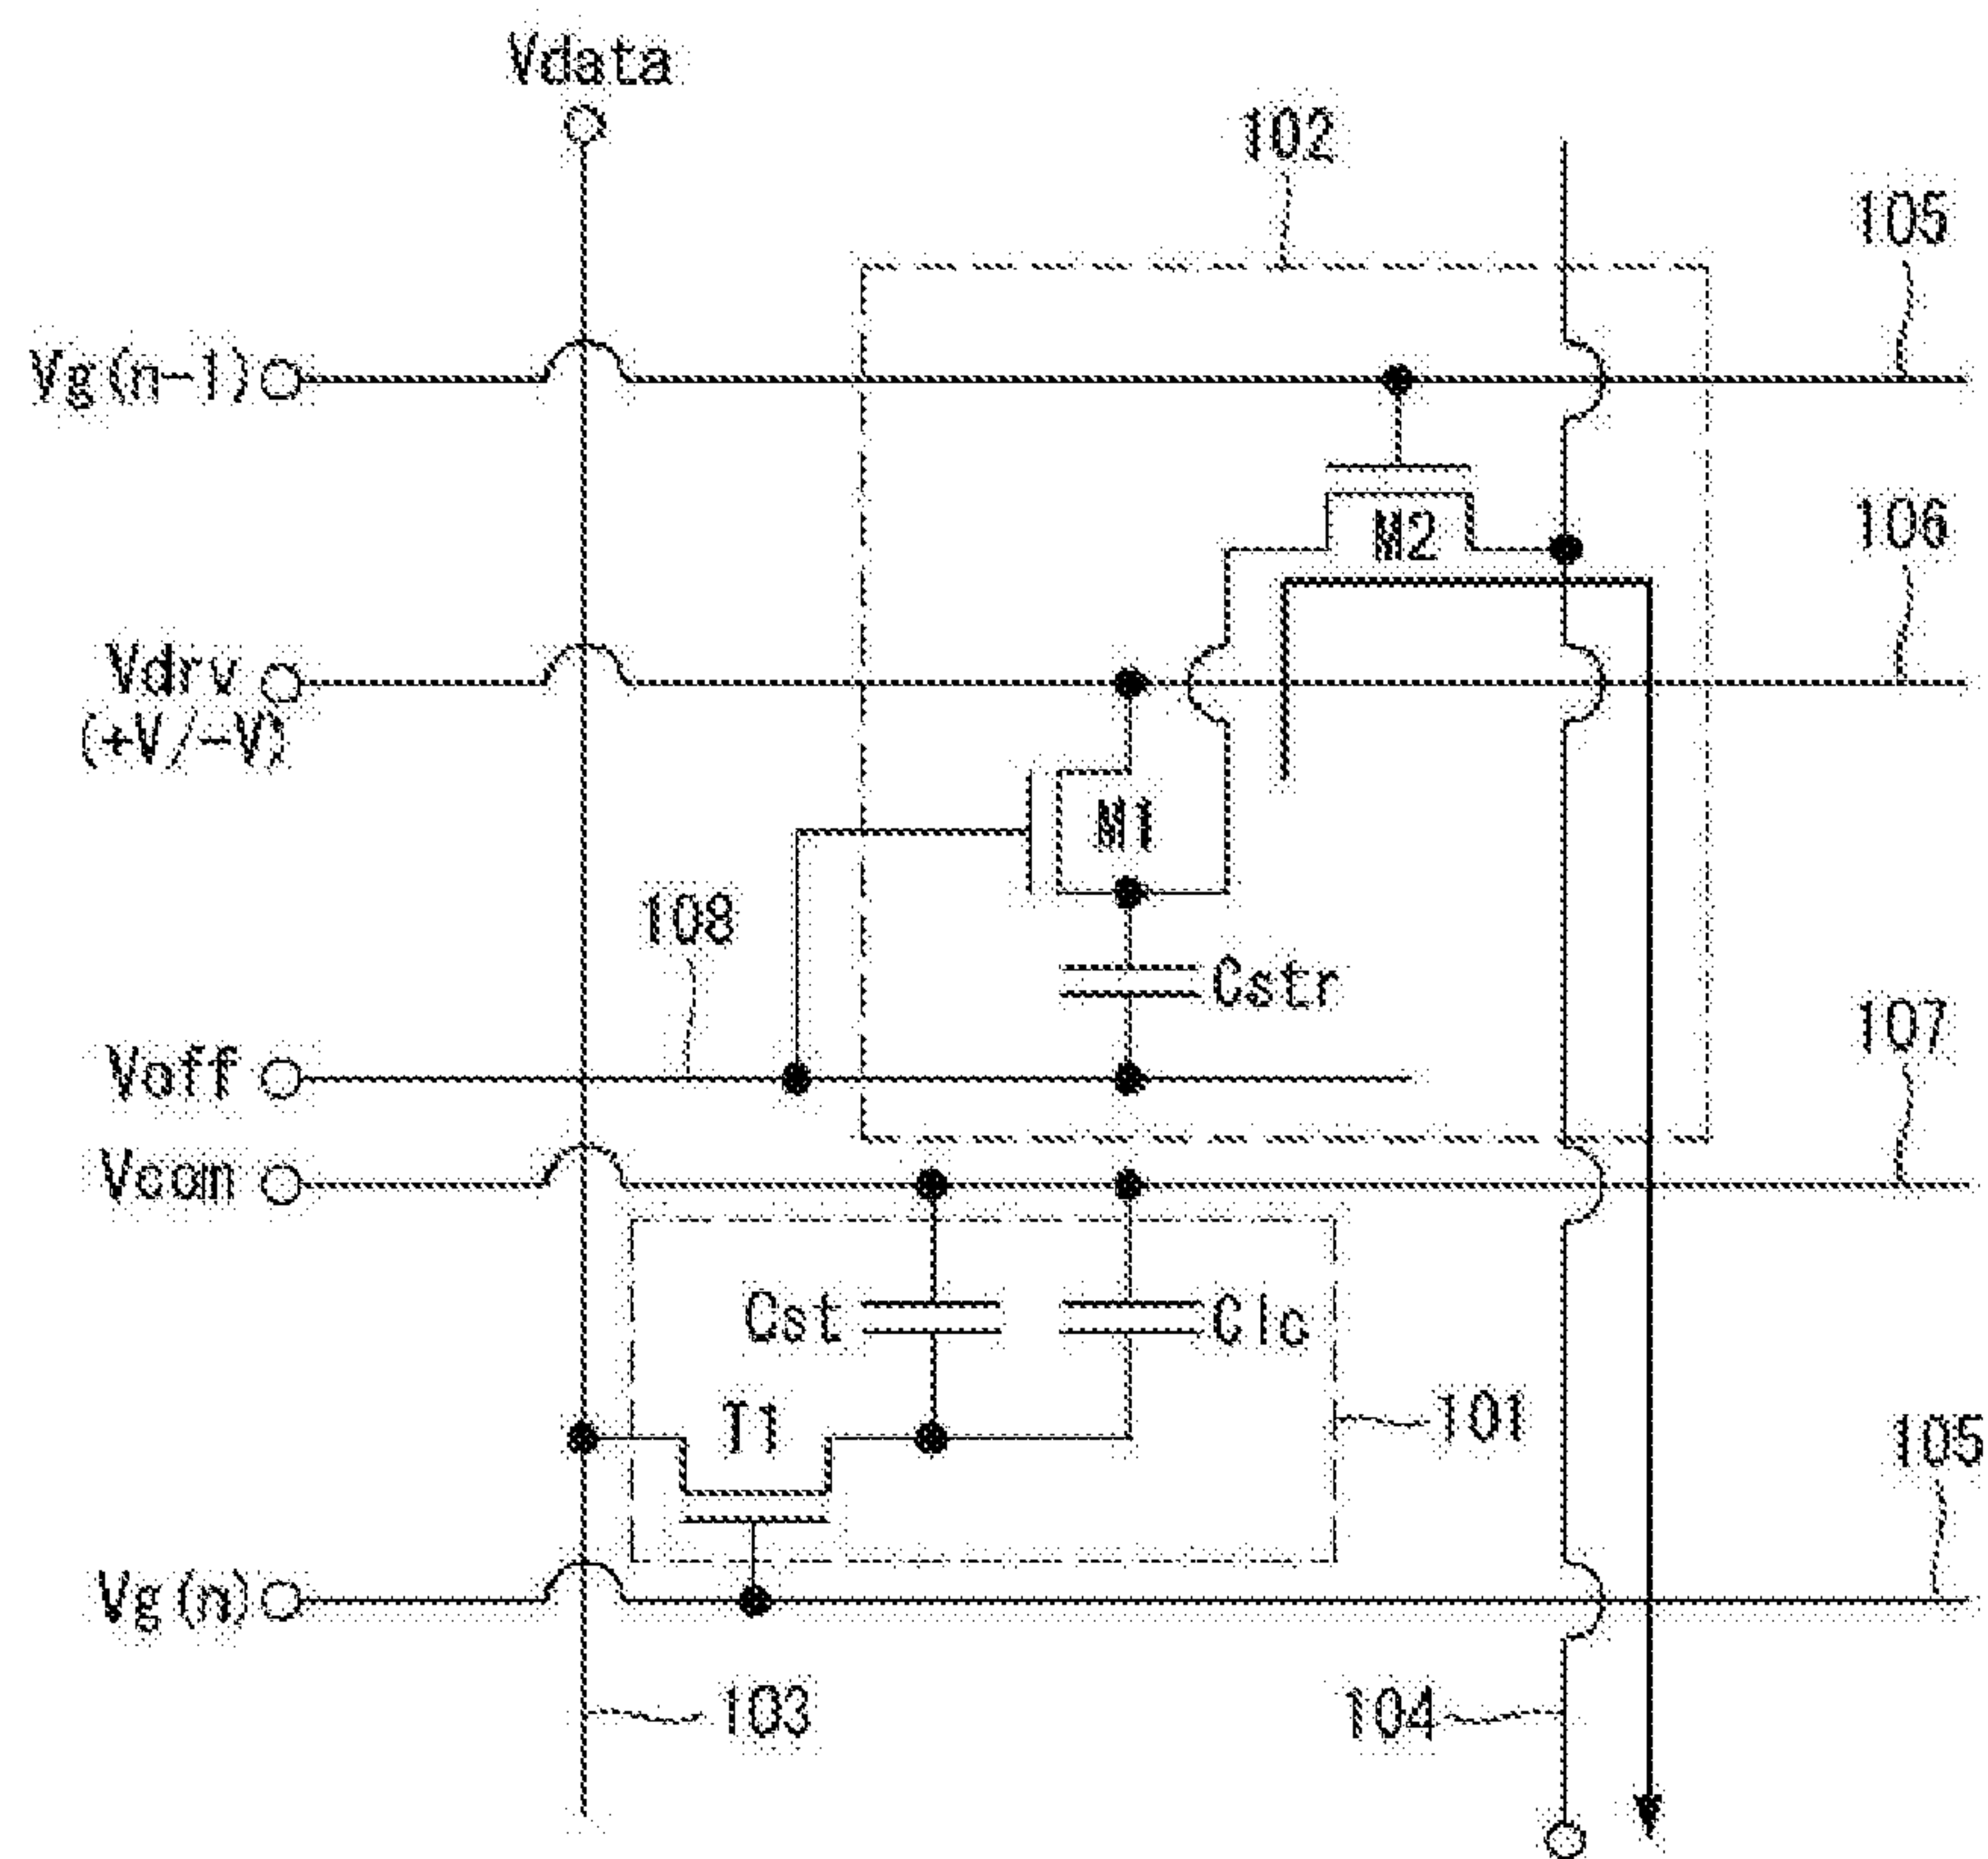 Vdata
102
105
Vg(n-1)
M2
106
Vdrv
(+V/-V)
M1
108
Cstr
107
Voff
Vcom
Cst
Clc
T1
101
105
Vg(n)
103
104